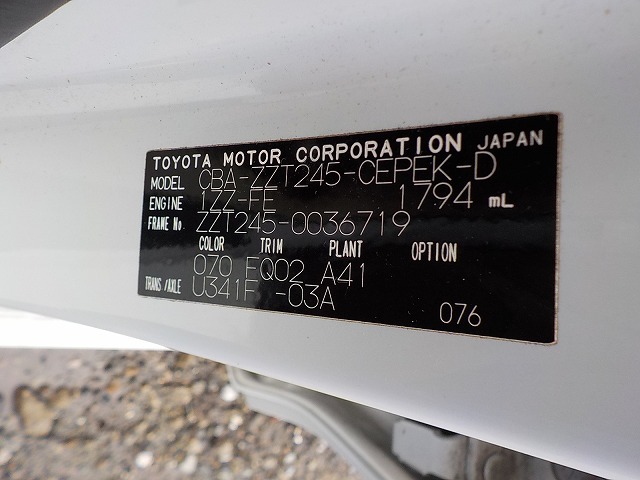 TOYOTA MOTOR CORPORATION JAPAN
MODEL CBA-ZZT245-CEPEK-D
ENGINE 1ZZ-FE 1794 mL
FRAME No ZZT245-0036719
COLOR TRIM PLANT OPTION
070 FQ02 A41
TRANS/AXLE U341F -03A
076